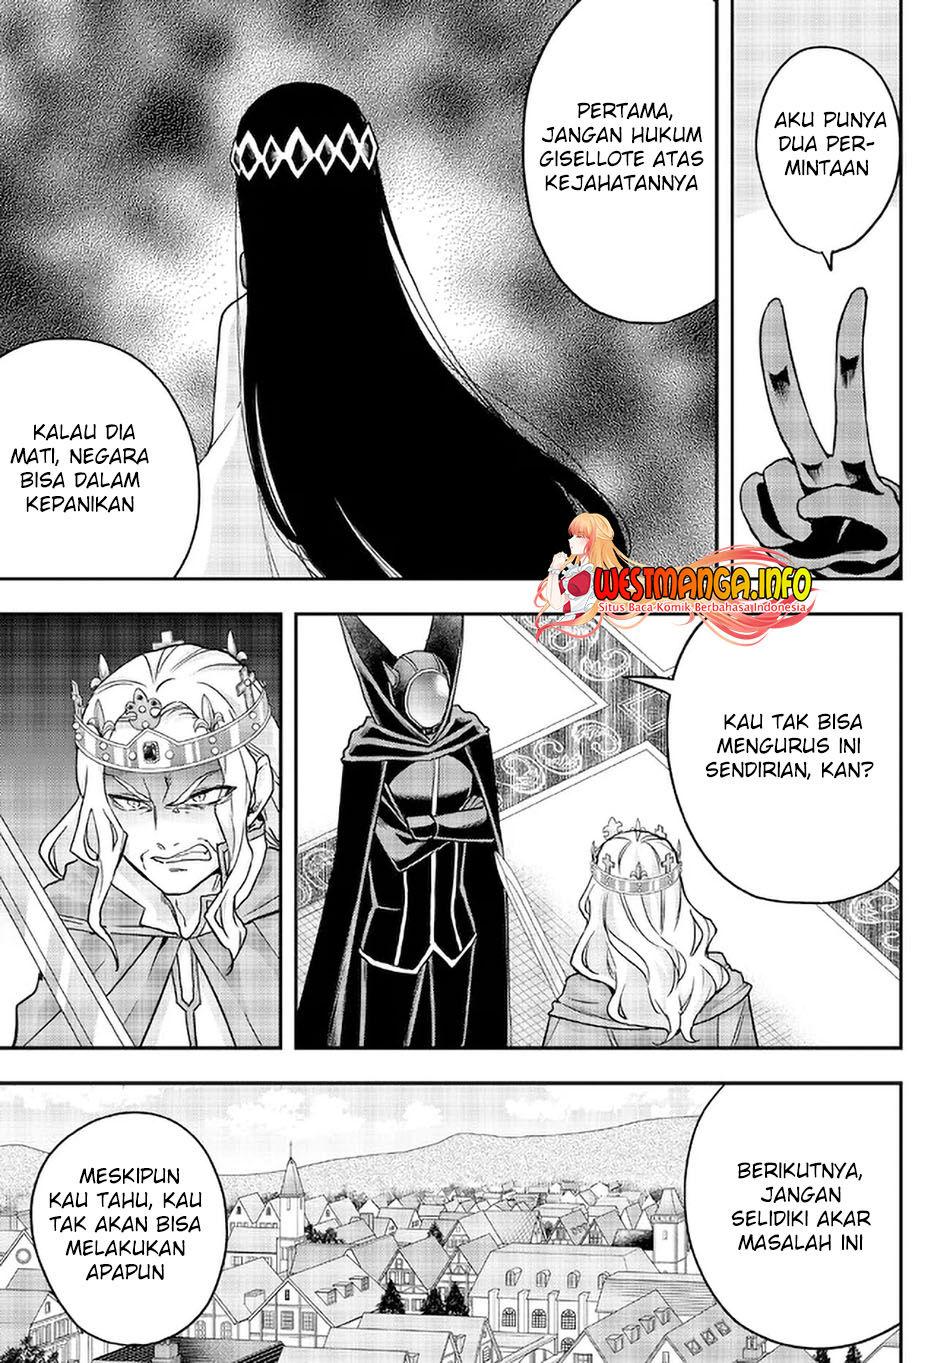 AKU PUNYA
DUA PER-
MINTAAN
PERTAMA,
JANGAN HUKUM
GISELLOTE ATAS
KEJAHATANNYA
KALAU DIA
MATI, NEGARA
BISA DALAM
KEPANIKAN
WESTMANGA.INFO
Situs Baca Komik Berbahasa Indonesia
KAU TAK BISA
MENGURUS INI
SENDIRIAN, KAN?
BERIKUTNYA,
JANGAN
SELIDIKI AKAR
MASALAH INI
MESKIPUN
KAU TAHU, KAU
TAK AKAN BISA
MELAKUKAN
APAPUN